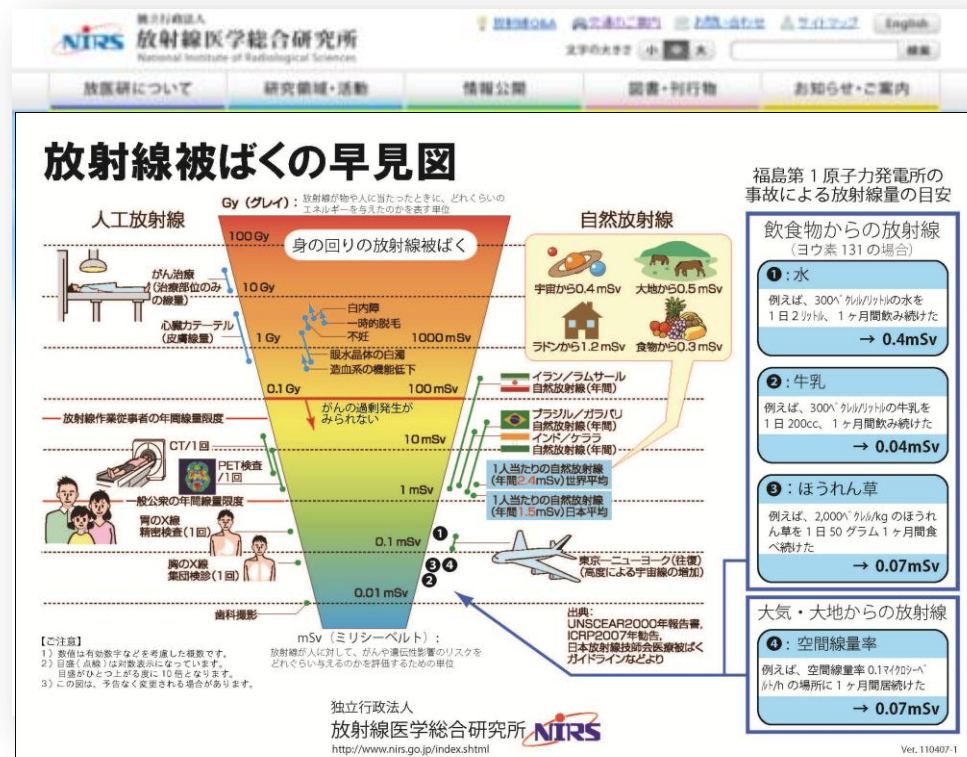 独立行政法人
NIRS 放射線医学総合研究所
National Institute of Radiological Sciences
放射線Q&A 交通のご案内 お問い合わせ サイトマップ English
文字の大きさ 小 中 大 検索
放医研について 研究領域・活動 情報公開 図書・刊行物 お知らせ・ご案内
放射線被ばくの早見図
人工放射線
Gy（グレイ）：放射線が物や人に当たったときに、どれくらいの
エネルギーを与えたのかを表す単位
自然放射線
身の回りの放射線被ばく
100 Gy
10 Gy
1 Gy
1000 mSv
0.1 Gy
100 mSv
10 mSv
1 mSv
0.1 mSv
0.01 mSv
がん治療
（治療部位のみ
の線量）
心臓カテーテル
（皮膚線量）
放射線作業従事者の年間線量限度
CT/1回
PET検査
/1回
一般公衆の年間線量限度
胃のX線
精密検査(1回)
胸のX線
集団検診(1回)
歯科撮影
白内障
一時的脱毛
不妊
眼水晶体の白濁
造血系の機能低下
がんの過剰発生が
みられない
宇宙から0.4 mSv
大地から0.5 mSv
ラドンから1.2 mSv
食物から0.3 mSv
イラン/ラムサール
自然放射線(年間)
ブラジル/ガラパリ
自然放射線(年間)
インド/ケララ
自然放射線(年間)
1人当たりの自然放射線
(年間2.4mSv)世界平均
1人当たりの自然放射線
(年間1.5mSv)日本平均
❶
❸ ❹
❷
東京ーニューヨーク(往復)
(高度による宇宙線の増加)
出典：
UNSCEAR2000年報告書,
ICRP2007年勧告,
日本放射線技師会医療被ばく
ガイドラインなどより
mSv（ミリシーベルト）：
放射線が人に対して、がんや遺伝性影響のリスクを
どれぐらい与えるのかを評価するための単位
【ご注意】
1）数値は有効数字などを考慮した概数です。
2）目盛（点線）は対数表示になっています。
目盛がひとつ上がる度に10倍となります。
3）この図は、予告なく変更される場合があります。
福島第1原子力発電所の
事故による放射線量の目安
飲食物からの放射線
（ヨウ素131の場合）
❶：水
例えば、300ﾍﾞｸﾚﾙ/ﾘｯﾄﾙの水を
1日2ﾘｯﾄﾙ、1ヶ月間飲み続けた
→ 0.4mSv
❷：牛乳
例えば、300ﾍﾞｸﾚﾙ/ﾘｯﾄﾙの牛乳を
1日200cc、1ヶ月間飲み続けた
→ 0.04mSv
❸：ほうれん草
例えば、2,000ﾍﾞｸﾚﾙ/kgのほうれ
ん草を1日50グラム1ヶ月間食
べ続けた
→ 0.07mSv
大気・大地からの放射線
❹：空間線量率
例えば、空間線量率0.1ﾏｲｸﾛｼｰﾍﾞ
ﾙﾄ/hの場所に1ヶ月間居続けた
→ 0.07mSv
独立行政法人
放射線医学総合研究所 NIRS
http://www.nirs.go.jp/index.shtml
Ver. 110407-1